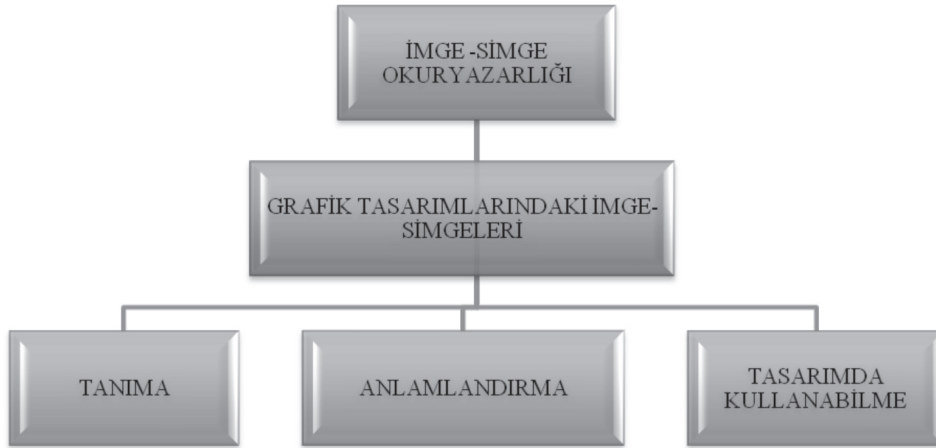 İMGE -SİMGE
OKURYAZARLIĞI
GRAFİK TASARIMLARINDAKİ İMGE-
SİMGELERİ
TANIMA
ANLAMLANDIRMA
TASARIMDA
KULLANABİLME